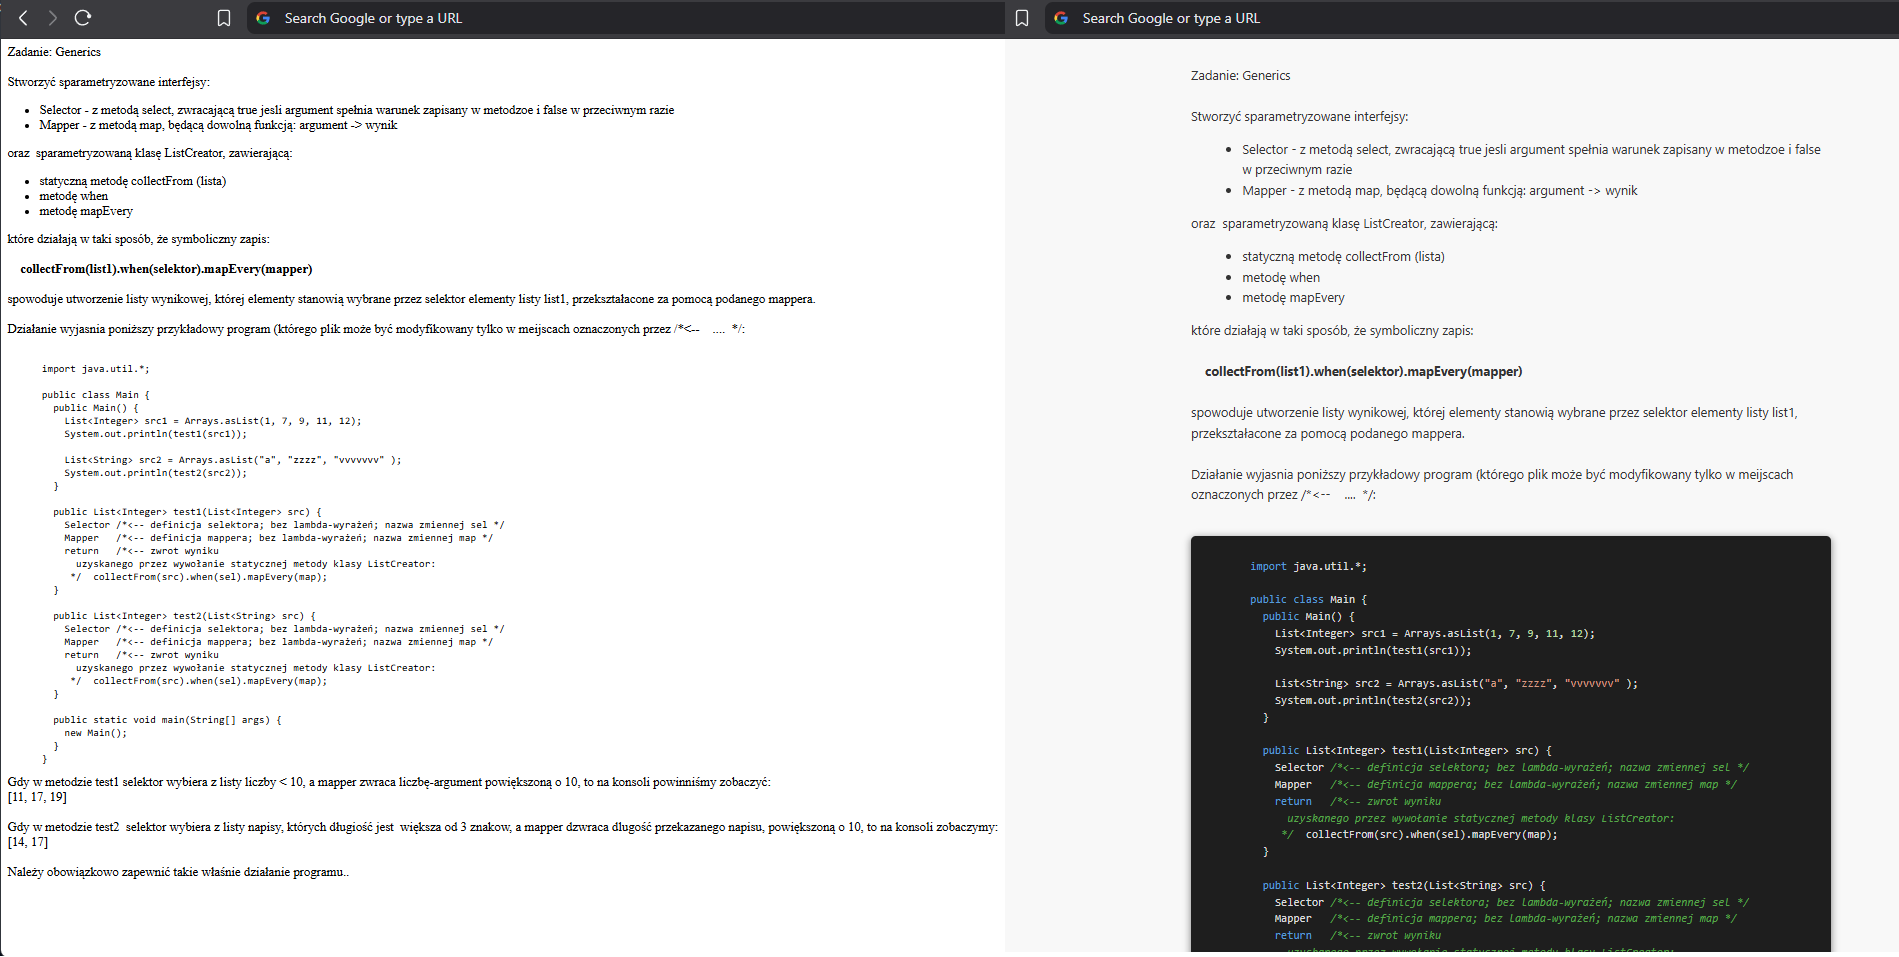 Search Google or type a URL
Zadanie: Generics
Stworzyć sparametryzowane interfejsy:
Selector - z metodą select, zwracającą true jesli argument spełnia warunek zapisany w metodzoe i false w przeciwnym razie
Mapper - z metodą map, będącą dowolną funkcją: argument -> wynik
oraz  sparametryzowaną klasę ListCreator, zawierającą:
statyczną metodę collectFrom (lista)
metodę when
metodę mapEvery
które działają w taki sposób, że symboliczny zapis:
collectFrom(list1).when(selektor).mapEvery(mapper)
spowoduje utworzenie listy wynikowej, której elementy stanowią wybrane przez selektor elementy listy list1, przekształacone za pomocą podanego mappera.
Działanie wyjasnia poniższy przykładowy program (którego plik może być modyfikowany tylko w meijscach oznaczonych przez /*<--    ....  */:
import java.util.*;
public class Main {
public Main() {
List<Integer> src1 = Arrays.asList(1, 7, 9, 11, 12);
System.out.println(test1(src1));
List<String> src2 = Arrays.asList("a", "zzzz", "vvvvvvv" );
System.out.println(test2(src2));
}
public List<Integer> test1(List<Integer> src) {
Selector /*<-- definicja selektora; bez lambda-wyrażeń; nazwa zmiennej sel */
Mapper   /*<-- definicja mappera; bez lambda-wyrażeń; nazwa zmiennej map */
return   /*<-- zwrot wyniku
uzyskanego przez wywołanie statycznej metody klasy ListCreator:
*/  collectFrom(src).when(sel).mapEvery(map);
}
public List<Integer> test2(List<String> src) {
Selector /*<-- definicja selektora; bez lambda-wyrażeń; nazwa zmiennej sel */
Mapper   /*<-- definicja mappera; bez lambda-wyrażeń; nazwa zmiennej map */
return   /*<-- zwrot wyniku
uzyskanego przez wywołanie statycznej metody klasy ListCreator:
*/  collectFrom(src).when(sel).mapEvery(map);
}
public static void main(String[] args) {
new Main();
}
}
Gdy w metodzie test1 selektor wybiera z listy liczby < 10, a mapper zwraca liczbę-argument powiększoną o 10, to na konsoli powinniśmy zobaczyć:
[11, 17, 19]
Gdy w metodzie test2  selektor wybiera z listy napisy, których długiość jest  większa od 3 znakow, a mapper dzwraca dlugość przekazanego napisu, powiększoną o 10, to na konsoli zobaczymy:
[14, 17]
Należy obowiązkowo zapewnić takie właśnie działanie programu..
Search Google or type a URL
Zadanie: Generics
Stworzyć sparametryzowane interfejsy:
Selector - z metodą select, zwracającą true jesli argument spełnia warunek zapisany w metodzoe i false
w przeciwnym razie
Mapper - z metodą map, będącą dowolną funkcją: argument -> wynik
oraz  sparametryzowaną klasę ListCreator, zawierającą:
statyczną metodę collectFrom (lista)
metodę when
metodę mapEvery
które działają w taki sposób, że symboliczny zapis:
collectFrom(list1).when(selektor).mapEvery(mapper)
spowoduje utworzenie listy wynikowej, której elementy stanowią wybrane przez selektor elementy listy list1,
przekształacone za pomocą podanego mappera.
Działanie wyjasnia poniższy przykładowy program (którego plik może być modyfikowany tylko w meijscach
oznaczonych przez /*<--    ....  */:
import java.util.*;
public class Main {
public Main() {
List<Integer> src1 = Arrays.asList(1, 7, 9, 11, 12);
System.out.println(test1(src1));
List<String> src2 = Arrays.asList("a", "zzzz", "vvvvvvv" );
System.out.println(test2(src2));
}
public List<Integer> test1(List<Integer> src) {
Selector /*<-- definicja selektora; bez lambda-wyrażeń; nazwa zmiennej sel */
Mapper   /*<-- definicja mappera; bez lambda-wyrażeń; nazwa zmiennej map */
return   /*<-- zwrot wyniku
uzyskanego przez wywołanie statycznej metody klasy ListCreator:
*/  collectFrom(src).when(sel).mapEvery(map);
}
public List<Integer> test2(List<String> src) {
Selector /*<-- definicja selektora; bez lambda-wyrażeń; nazwa zmiennej sel */
Mapper   /*<-- definicja mappera; bez lambda-wyrażeń; nazwa zmiennej map */
return   /*<-- zwrot wyniku